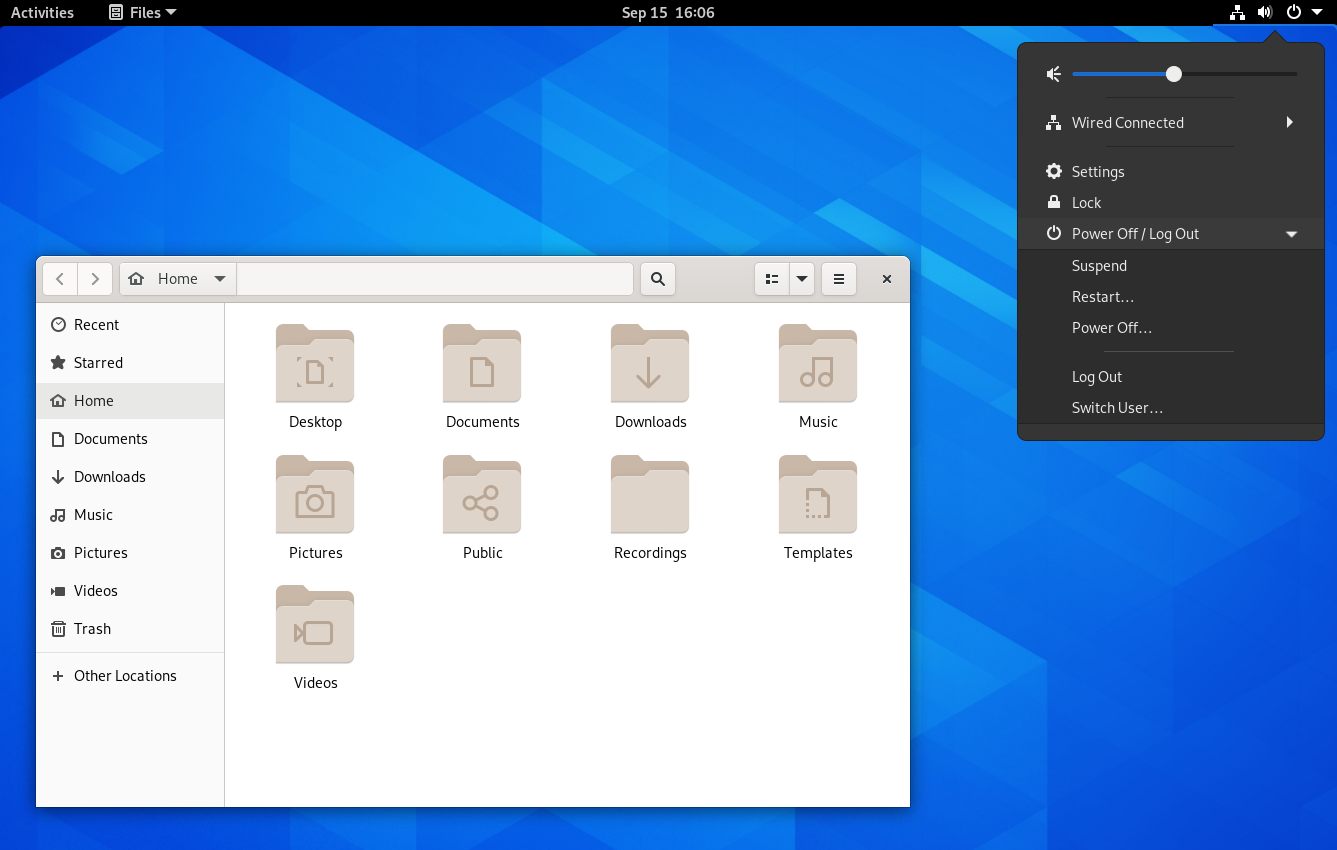 Activities
Files
Sep 15 16:06
Wired Connected
Settings
Lock
Power Off / Log Out
Suspend
Restart…
Power Off…
Log Out
Switch User…
Home
Recent
Starred
Home
Documents
Downloads
Music
Pictures
Videos
Trash
Other Locations
Desktop
Documents
Downloads
Music
Pictures
Public
Recordings
Templates
Videos